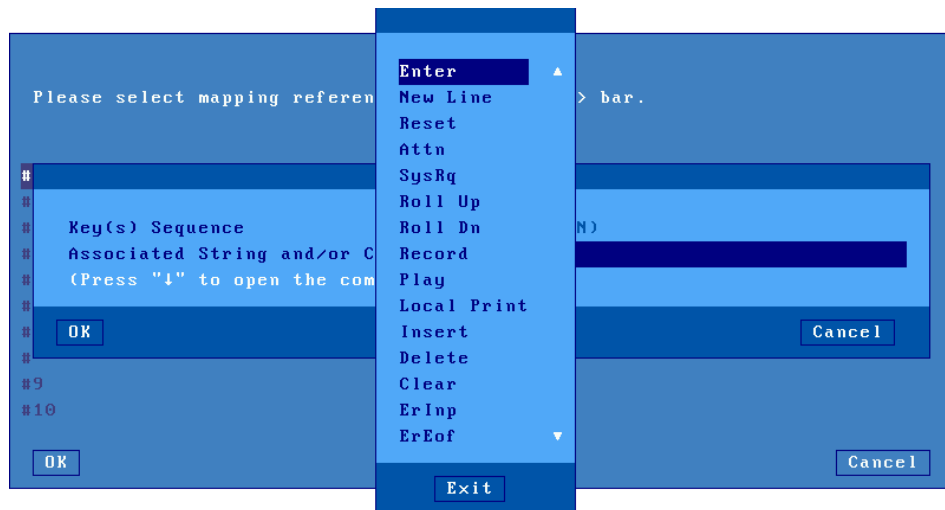 Please select mapping referen > bar.
#
#
#
#
#
#
#
#
#9
#10
Key(s) Sequence N)
Associated String and/or C
(Press "↓" to open the com
OK Cancel
OK Cancel
Enter ▲
New Line
Reset
Attn
SysRq
Roll Up
Roll Dn
Record
Play
Local Print
Insert
Delete
Clear
ErInp
ErEof ▼
Exit